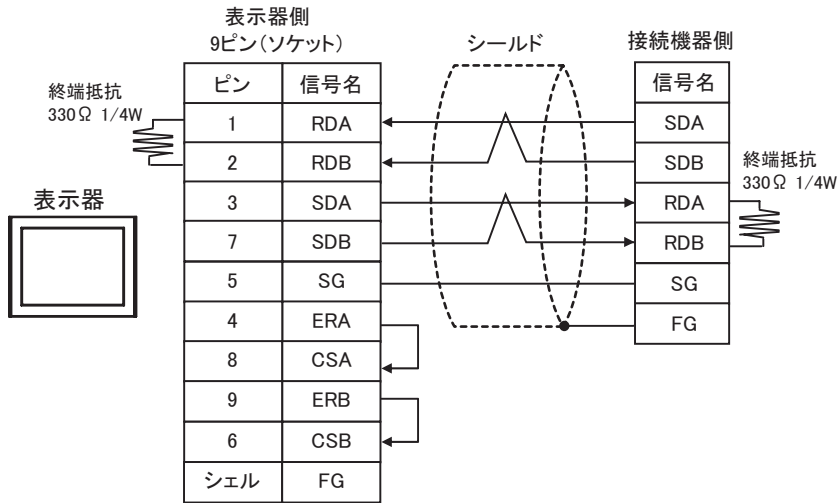 表示器側
9ピン(ソケット)
シールド
接続機器側
ピン 信号名
信号名
終端抵抗
330Ω 1/4W
1 RDA
SDA
2 RDB
SDB
終端抵抗
330Ω 1/4W
表示器
3 SDA
RDA
7 SDB
RDB
5 SG
SG
4 ERA
FG
8 CSA
9 ERB
6 CSB
シェル FG